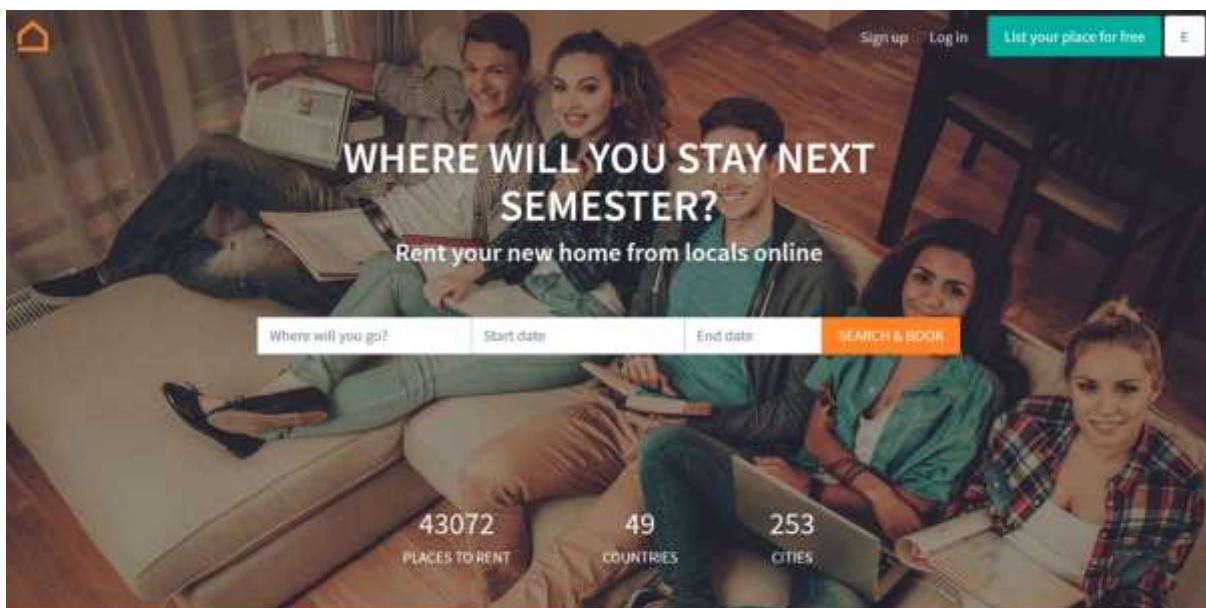 Sign up Log in List your place for free E
WHERE WILL YOU STAY NEXT
SEMESTER?
Rent your new home from locals online
Where will you go? Start date End date SEARCH & BOOK
43072 49 253
PLACES TO RENT COUNTRIES CITIES